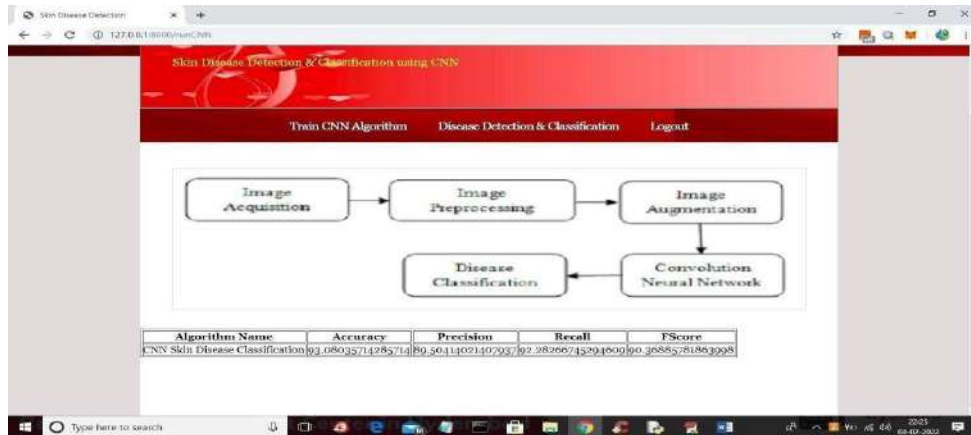 Skin Disease Detection
127.0.0.1:8000/runCNN
Skin Disease Detection & Classification using CNN
Train CNN Algorithm Disease Detection & Classification Logout
Image Acquisition
Image Preprocessing
Image Augmentation
Disease Classification
Convolution Neural Network
Algorithm Name Accuracy Precision Recall FScore
CNN Skin Disease Classification 93.08035714285714 89.50414021407937 92.28266745294609 90.36885781863998
Type here to search
22:25